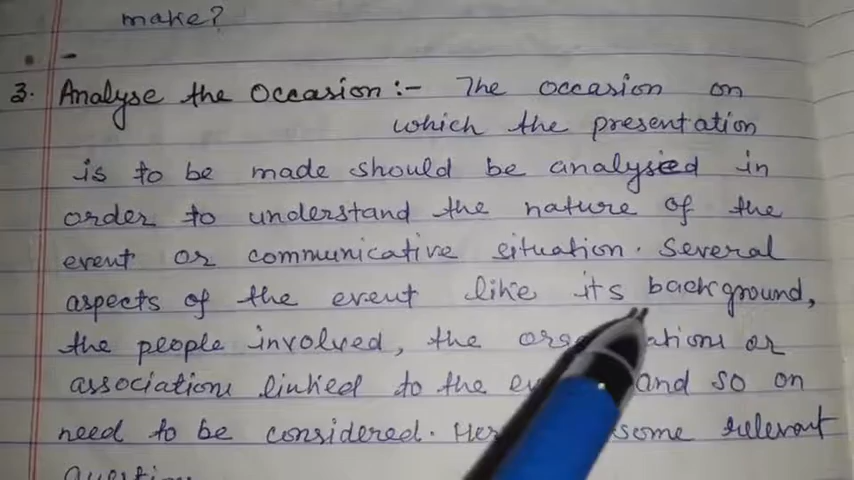 make?
3. Analyse the Occasion :- The occasion on
which the presentation
is to be made should be analysed in
order to understand the nature of the
event or communicative situation. Several
aspects of the event like its background,
the people involved, the or ations or
associations linked to the and so on
need to be considered. some relevant